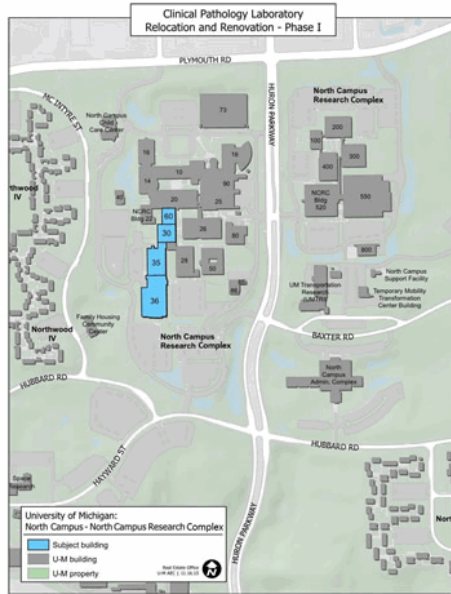 Clinical Pathology Laboratory
Relocation and Renovation - Phase I
PLYMOUTH RD
MC INTYRE ST
HURON PARKWAY
North Campus
Research Complex
North Campus
Child
Care Center
73
200
100
300
400
16
18
10
14
90
20
25
NCRC
Bldg 22
60
30
26
80
NCRC
Bldg
520
550
800
35
28
50
36
Northwood
IV
Family Housing
Community
Center
North Campus
Research Complex
UM Transportation
Research
(UMTRI)
North Campus
Support Facility
Temporary Mobility
Transformation
Center Building
BAXTER RD
North
Campus
Admin. Complex
HUBBARD RD
HUBBARD RD
HAYWARD ST
Space
Research
HURON PARKWAY
University of Michigan:
North Campus - North Campus Research Complex
Subject building
U-M building
U-M property
Real Estate Office
N